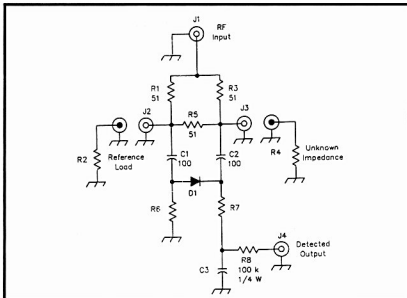 J1
RF
Input
R1
51
R3
51
J2
R5
51
J3
R2
Reference
Load
C1
100
C2
100
R4
Unknown
Impedance
D1
R6
R7
J4
Detected
Output
R8
100 k
1/4 W
C3